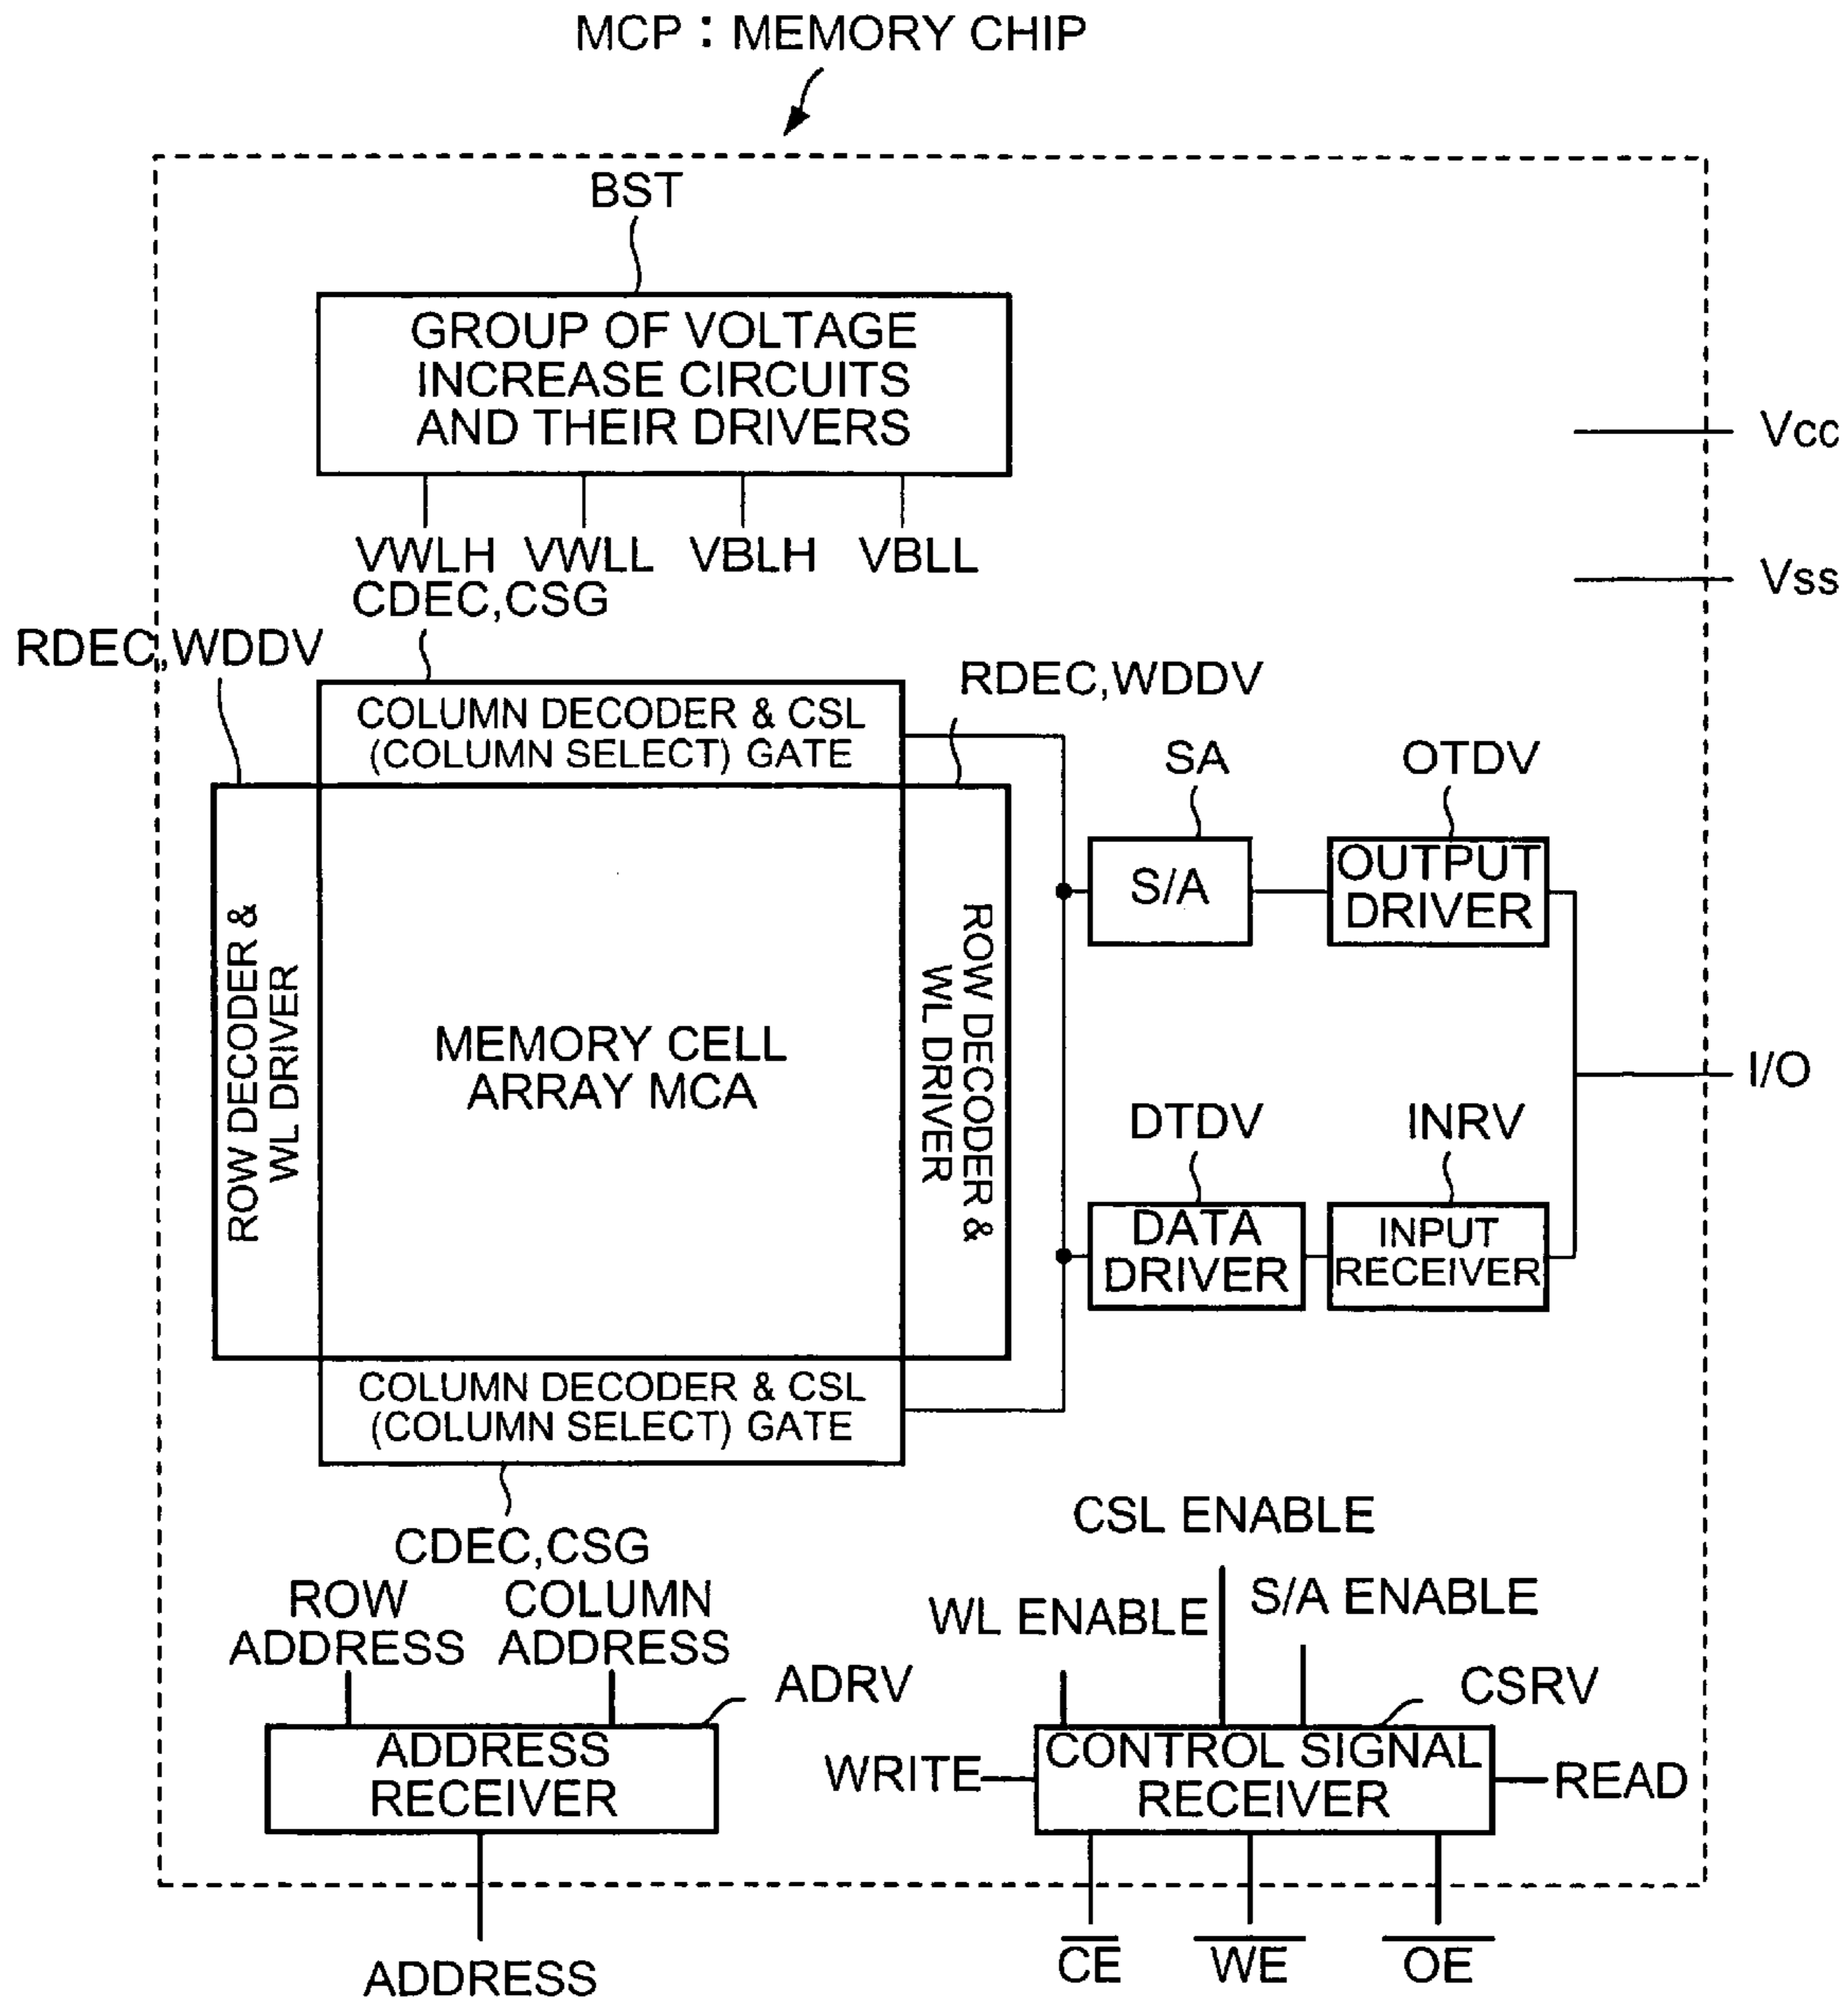 MCP : MEMORY CHIP
BST
GROUP OF VOLTAGE
INCREASE CIRCUITS
AND THEIR DRIVERS
Vcc
VWLH VWLL VBLH VBLL
Vss
CDEC,CSG
RDEC,WDDV
RDEC,WDDV
COLUMN DECODER & CSL
(COLUMN SELECT) GATE
SA
OTDV
S/A
OUTPUT
DRIVER
ROW DECODER &
WL DRIVER
MEMORY CELL
ARRAY MCA
ROW DECODER &
WL DRIVER
I/O
DTDV
INRV
DATA
DRIVER
INPUT
RECEIVER
COLUMN DECODER & CSL
(COLUMN SELECT) GATE
CDEC,CSG
CSL ENABLE
ROW
ADDRESS
COLUMN
ADDRESS
WL ENABLE
S/A ENABLE
ADRV
CSRV
ADDRESS
RECEIVER
WRITE
CONTROL SIGNAL
RECEIVER
READ
ADDRESS
C̅E̅
W̅E̅
O̅E̅